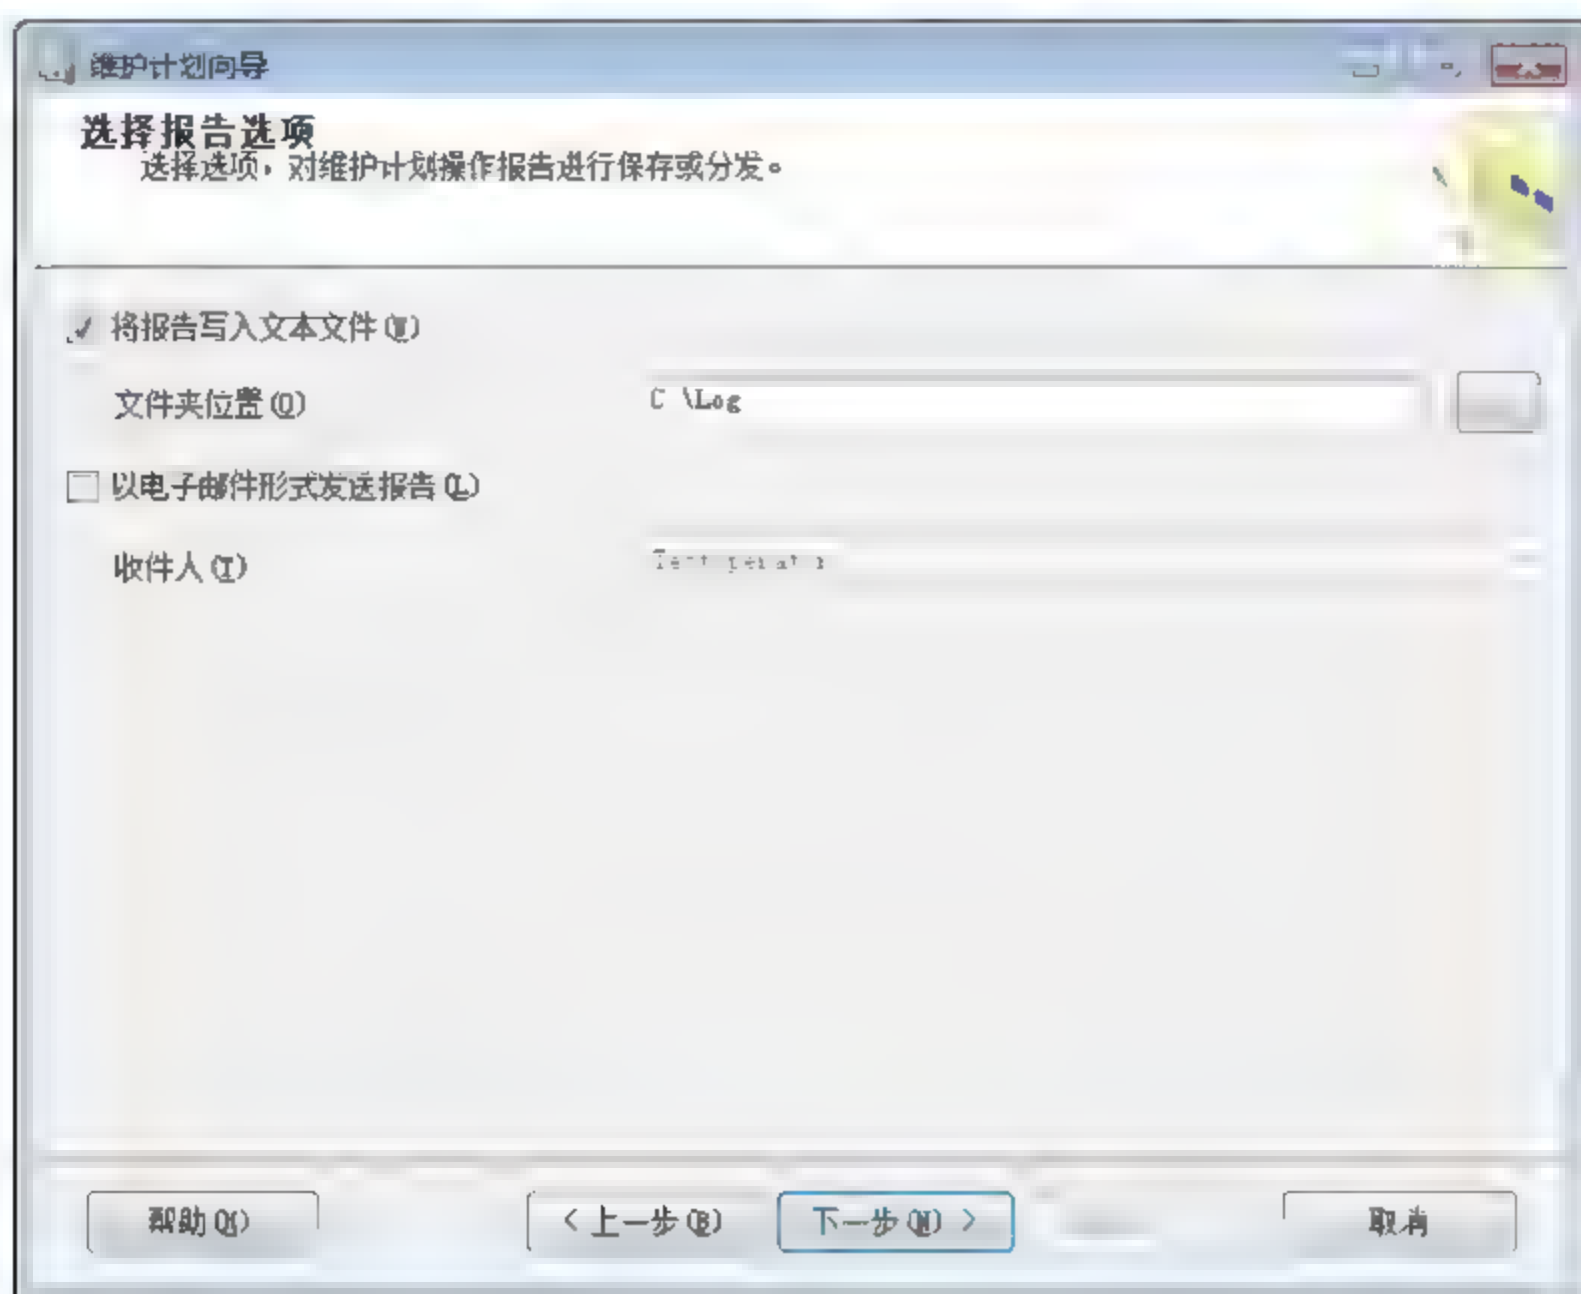 维护计划向导
选择报告选项
选择选项，对维护计划操作报告进行保存或分发。
将报告写入文本文件(W)
文件夹位置(O) C \Log
以电子邮件形式发送报告(L)
收件人(T)
帮助(H) < 上一步(B) 下一步(N) > 取消